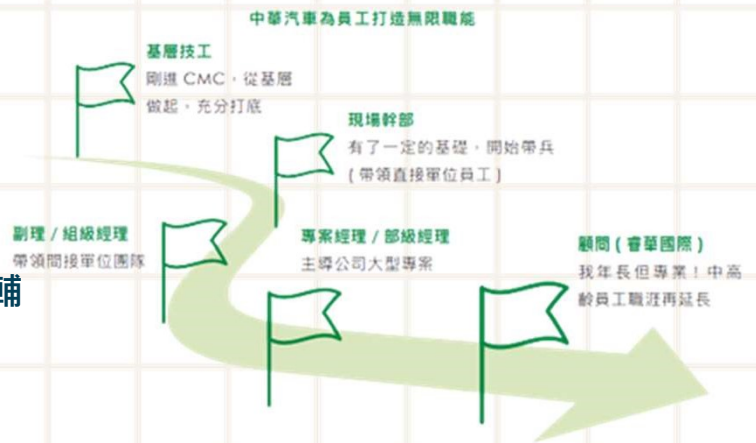 中華汽車為員工打造無限職能
基層技工
剛進 CMC，從基層
做起，充分打底
現場幹部
有了一定的基礎，開始帶兵
(帶領直接單位員工)
副理 / 組級經理
帶領間接單位團隊
輔
專案經理 / 部級經理
主導公司大型專案
顧問 ( 睿華國際 )
我年長但專業！中高
齡員工職涯再延長